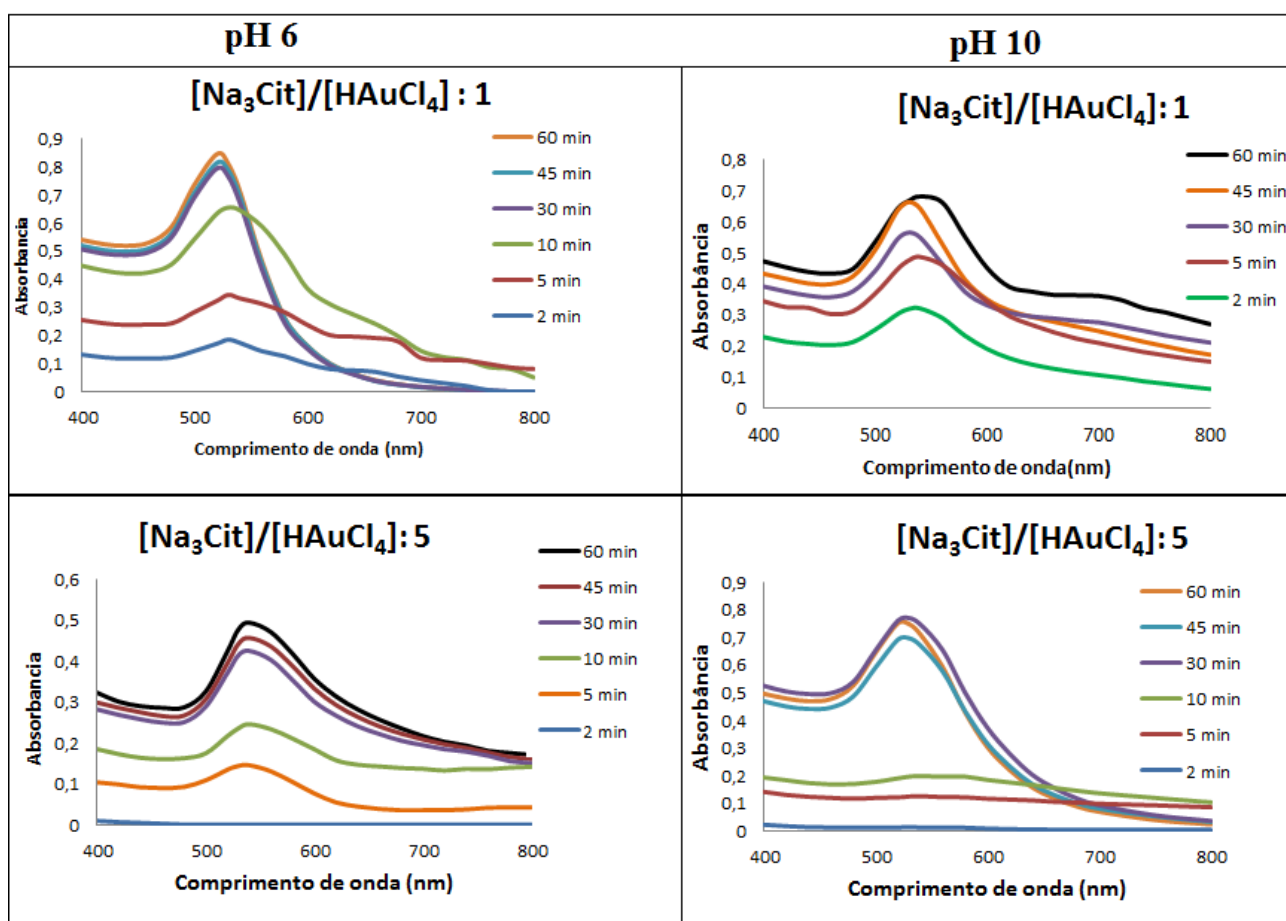 pH 6
pH 10
[Na₃Cit]/[HAuCl₄] : 1
0,9
0,8
0,7
0,6
0,5
0,4
0,3
0,2
0,1
0
Absorbancia
400 500 600 700 800
Comprimento de onda (nm)
60 min
45 min
30 min
10 min
5 min
2 min
[Na₃Cit]/[HAuCl₄]: 1
0,8
0,7
0,6
0,5
0,4
0,3
0,2
0,1
0
Absorbância
400 500 600 700 800
Comprimento de onda(nm)
60 min
45 min
30 min
5 min
2 min
[Na₃Cit]/[HAuCl₄]: 5
0,6
0,5
0,4
0,3
0,2
0,1
0
Absorbancia
400 500 600 700 800
Comprimento de onda (nm)
60 min
45 min
30 min
10 min
5 min
2 min
[Na₃Cit]/[HAuCl₄]: 5
0,9
0,8
0,7
0,6
0,5
0,4
0,3
0,2
0,1
0
Absorbância
400 500 600 700 800
Comprimento de onda (nm)
60 min
45 min
30 min
10 min
5 min
2 min